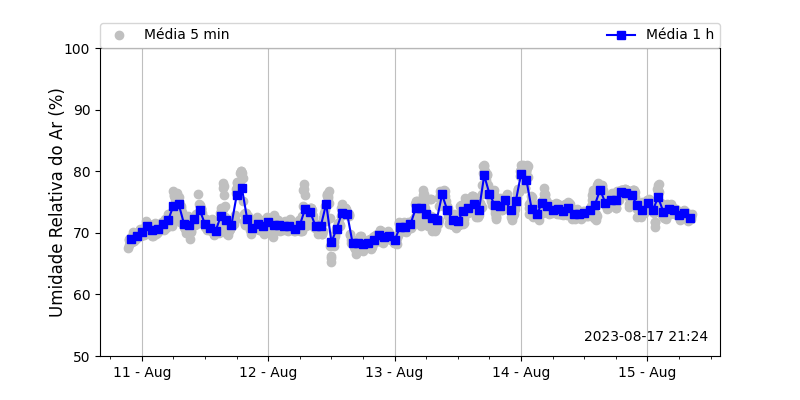 Média 5 min
Média 1 h
Umidade Relativa do Ar (%)
100
90
80
70
60
50
2023-08-17 21:24
11 - Aug
12 - Aug
13 - Aug
14 - Aug
15 - Aug